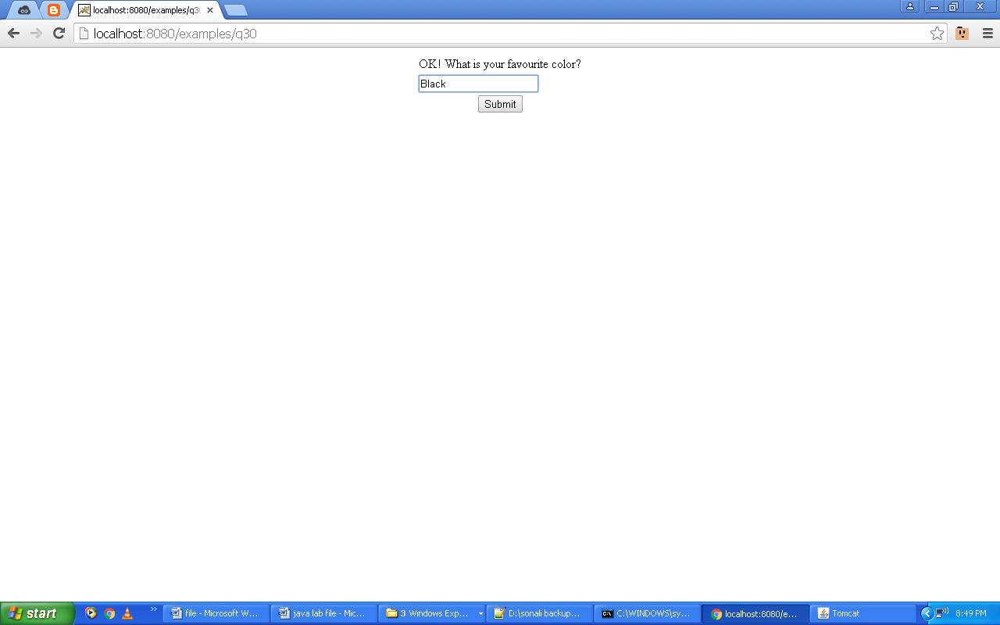 localhost:8080/examples/q30
localhost:8080/examples/q30
OK! What is your favourite color?
Black
Submit
start
file - Microsoft W...
java lab file - Mic...
3 Windows Exp...
D:\sonali backup...
C:\WINDOWS\sy...
localhost:8080/e...
Tomcat
8:49 PM